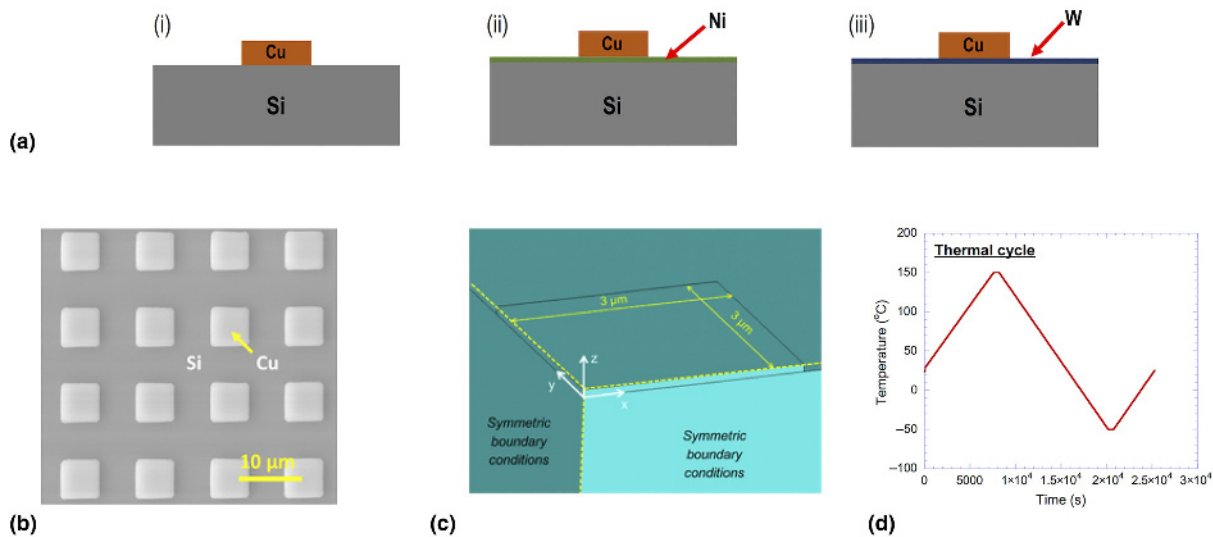 (i)
Cu
Si
(ii)
Ni
Cu
Si
(iii)
W
Cu
Si
(a)
Si
Cu
10 μm
(b)
3 μm
3 μm
z
y
x
Symmetric
boundary
conditions
Symmetric
boundary
conditions
(c)
Thermal cycle
Temperature (°C)
200
150
100
50
0
−50
−100
0
5000
1×10⁴
1.5×10⁴
2×10⁴
2.5×10⁴
3×10⁴
Time (s)
(d)